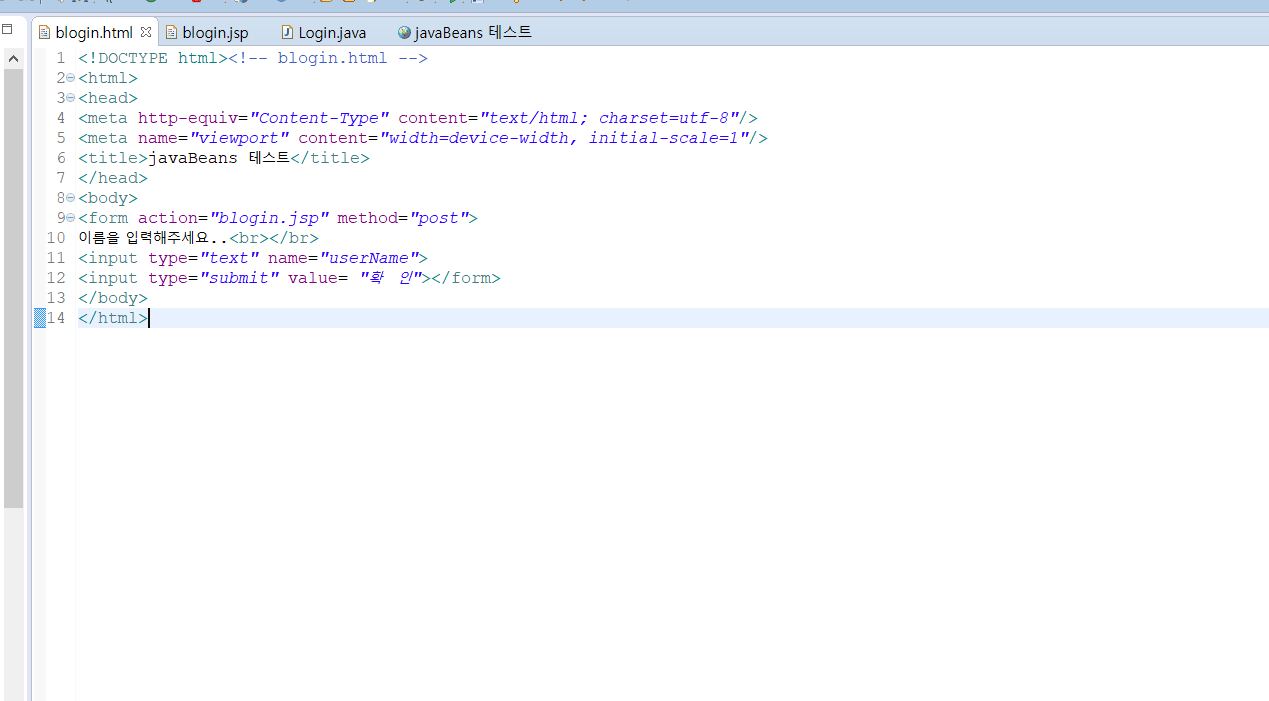 blogin.html blogin.jsp Login.java javaBeans 테스트
1 <!DOCTYPE html><!-- blogin.html -->
2 <html>
3 <head>
4 <meta http-equiv="Content-Type" content="text/html; charset=utf-8"/>
5 <meta name="viewport" content="width=device-width, initial-scale=1"/>
6 <title>javaBeans 테스트</title>
7 </head>
8 <body>
9 <form action="blogin.jsp" method="post">
10 이름을 입력해주세요..<br></br>
11 <input type="text" name="userName">
12 <input type="submit" value= "확  인"></form>
13 </body>
14 </html>